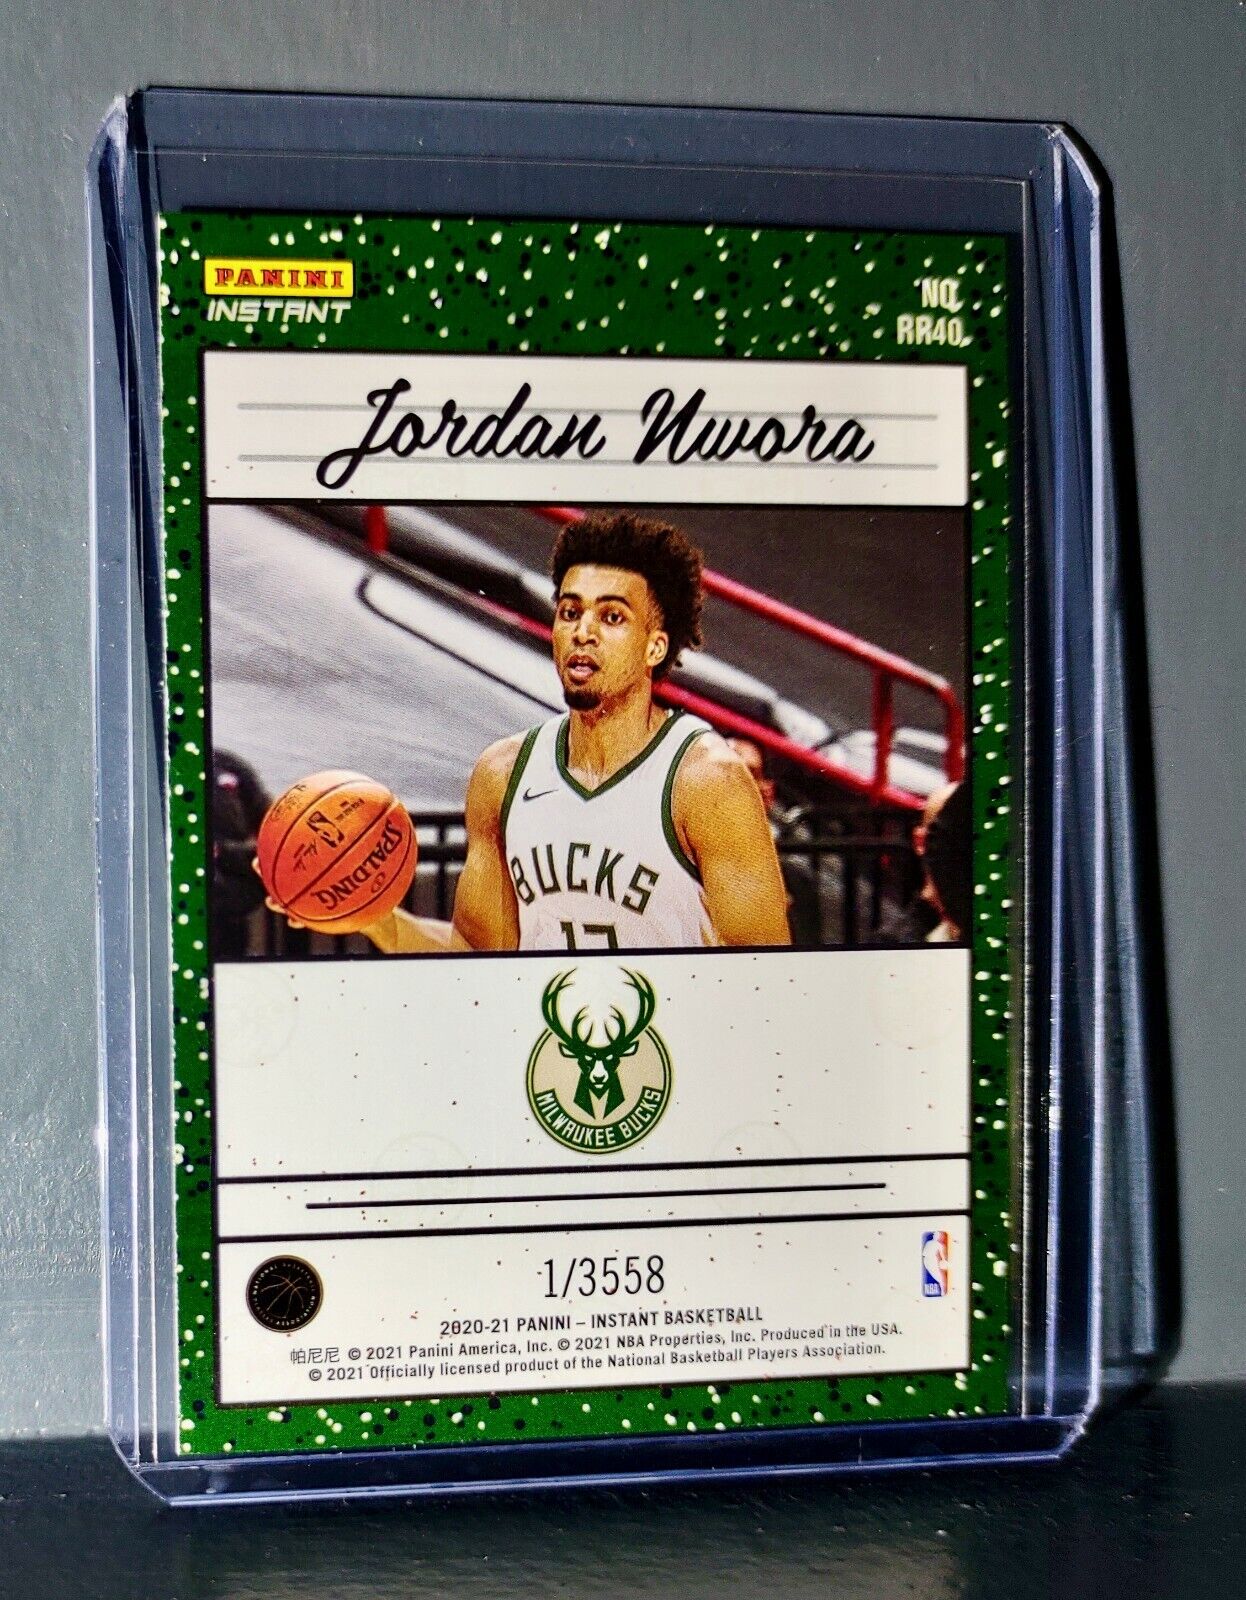 PANINI
INSTANT
NO.
RR40
Jordan Nwora
SPALDING
BUCKS
13
MILWAUKEE BUCKS
1/3558
NBA
2020-21 PANINI – INSTANT BASKETBALL
帕尼尼 © 2021 Panini America, Inc. © 2021 NBA Properties, Inc. Produced in the USA.
© 2021 Officially licensed product of the National Basketball Players Association.